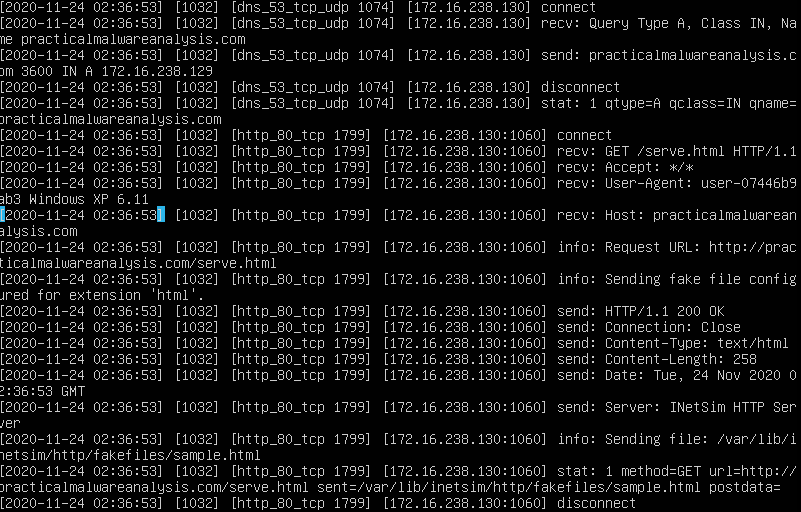 [2020-11-24 02:36:53] [1032] [dns_53_tcp_udp 1074] [172.16.238.130] connect
[2020-11-24 02:36:53] [1032] [dns_53_tcp_udp 1074] [172.16.238.130] recv: Query Type A, Class IN, Na
me practicalmalwareanalysis.com
[2020-11-24 02:36:53] [1032] [dns_53_tcp_udp 1074] [172.16.238.130] send: practicalmalwareanalysis.c
om 3600 IN A 172.16.238.129
[2020-11-24 02:36:53] [1032] [dns_53_tcp_udp 1074] [172.16.238.130] disconnect
[2020-11-24 02:36:53] [1032] [dns_53_tcp_udp 1074] [172.16.238.130] stat: 1 qtype=A qclass=IN qname=
practicalmalwareanalysis.com
[2020-11-24 02:36:53] [1032] [http_80_tcp 1799] [172.16.238.130:1060] connect
[2020-11-24 02:36:53] [1032] [http_80_tcp 1799] [172.16.238.130:1060] recv: GET /serve.html HTTP/1.1
[2020-11-24 02:36:53] [1032] [http_80_tcp 1799] [172.16.238.130:1060] recv: Accept: */*
[2020-11-24 02:36:53] [1032] [http_80_tcp 1799] [172.16.238.130:1060] recv: User-Agent: user-07446b9
ab3 Windows XP 6.11
[2020-11-24 02:36:53] [1032] [http_80_tcp 1799] [172.16.238.130:1060] recv: Host: practicalmalwarean
alysis.com
[2020-11-24 02:36:53] [1032] [http_80_tcp 1799] [172.16.238.130:1060] info: Request URL: http://prac
ticalmalwareanalysis.com/serve.html
[2020-11-24 02:36:53] [1032] [http_80_tcp 1799] [172.16.238.130:1060] info: Sending fake file config
ured for extension 'html'.
[2020-11-24 02:36:53] [1032] [http_80_tcp 1799] [172.16.238.130:1060] send: HTTP/1.1 200 OK
[2020-11-24 02:36:53] [1032] [http_80_tcp 1799] [172.16.238.130:1060] send: Connection: Close
[2020-11-24 02:36:53] [1032] [http_80_tcp 1799] [172.16.238.130:1060] send: Content-Type: text/html
[2020-11-24 02:36:53] [1032] [http_80_tcp 1799] [172.16.238.130:1060] send: Content-Length: 258
[2020-11-24 02:36:53] [1032] [http_80_tcp 1799] [172.16.238.130:1060] send: Date: Tue, 24 Nov 2020 0
2:36:53 GMT
[2020-11-24 02:36:53] [1032] [http_80_tcp 1799] [172.16.238.130:1060] send: Server: INetSim HTTP Ser
ver
[2020-11-24 02:36:53] [1032] [http_80_tcp 1799] [172.16.238.130:1060] info: Sending file: /var/lib/i
netsim/http/fakefiles/sample.html
[2020-11-24 02:36:53] [1032] [http_80_tcp 1799] [172.16.238.130:1060] stat: 1 method=GET url=http://
practicalmalwareanalysis.com/serve.html sent=/var/lib/inetsim/http/fakefiles/sample.html postdata=
[2020-11-24 02:36:53] [1032] [http_80_tcp 1799] [172.16.238.130:1060] disconnect